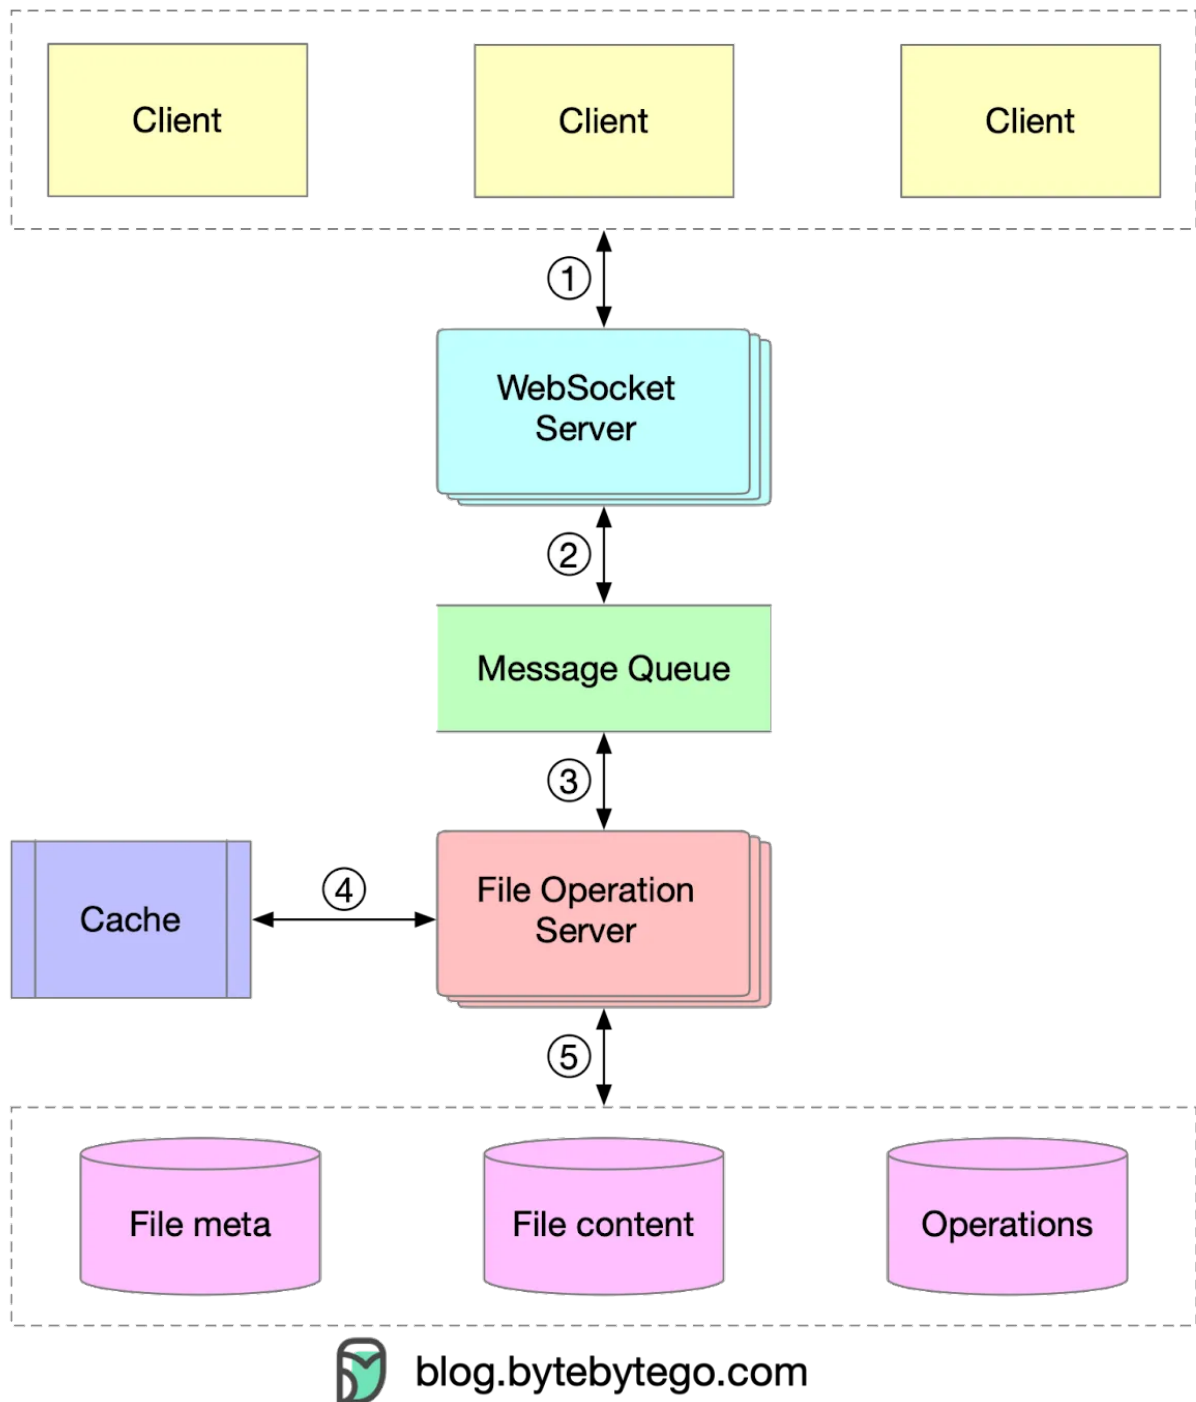 Client
Client
Client
①
WebSocket
Server
②
Message Queue
③
Cache
④
File Operation
Server
⑤
File meta
File content
Operations
blog.bytebytego.com